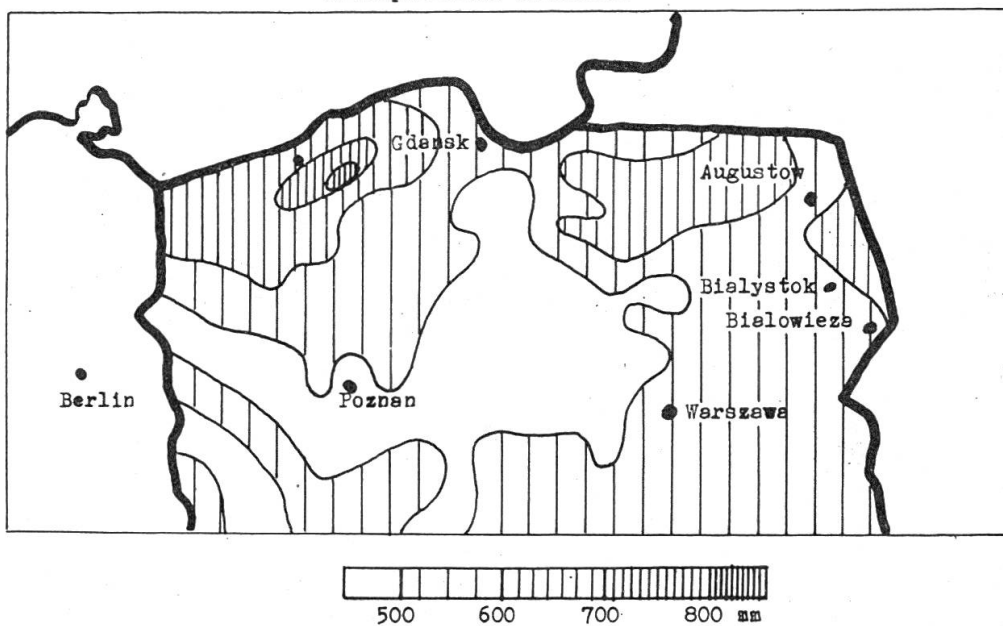 Gdansk
Augustow
Bialystok
Bialowieza
Berlin
Poznan
Warszawa
500 600 700 800 mm